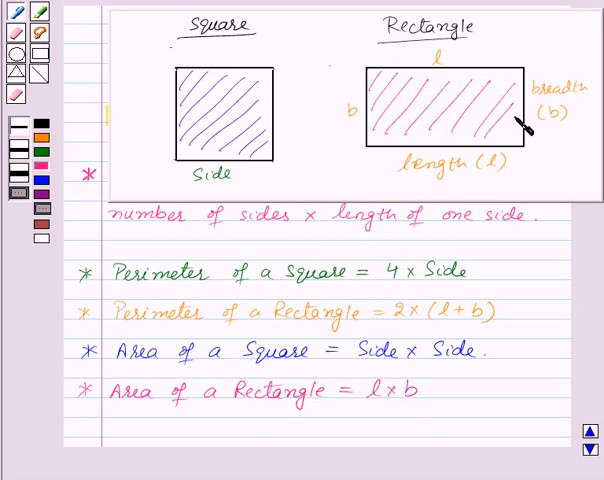 Square
Rectangle
l
b
breadth
(b)
Side
length (l)
*
number of sides × length of one side.
* Perimeter of a Square = 4 × Side
* Perimeter of a Rectangle = 2 × (l + b)
* Area of a Square = Side × Side.
* Area of a Rectangle = l × b